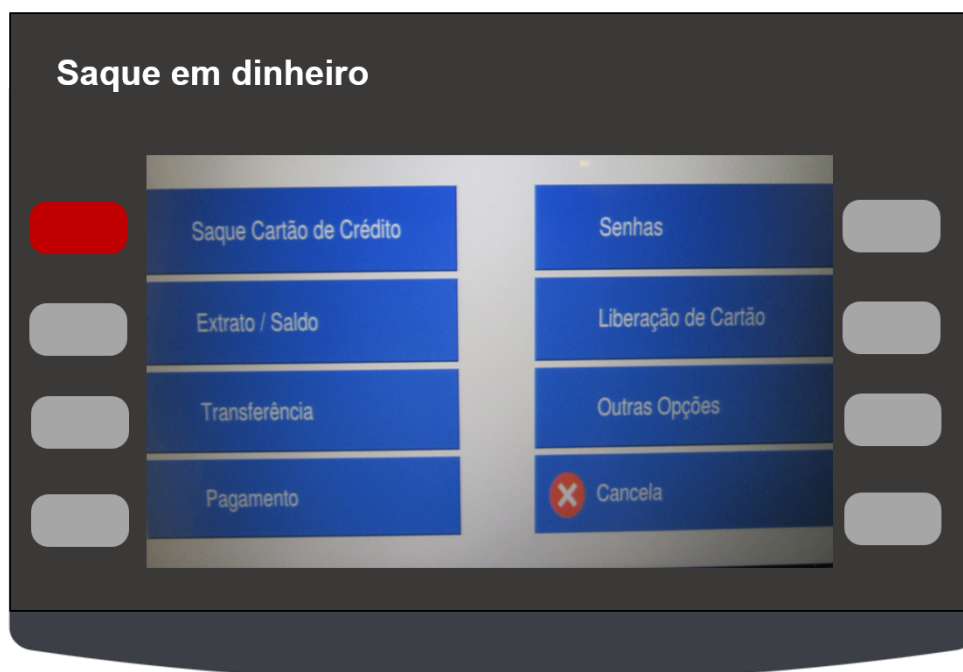 Saque em dinheiro
Saque Cartão de Crédito
Senhas
Extrato / Saldo
Liberação de Cartão
Transferência
Outras Opções
Pagamento
Cancela